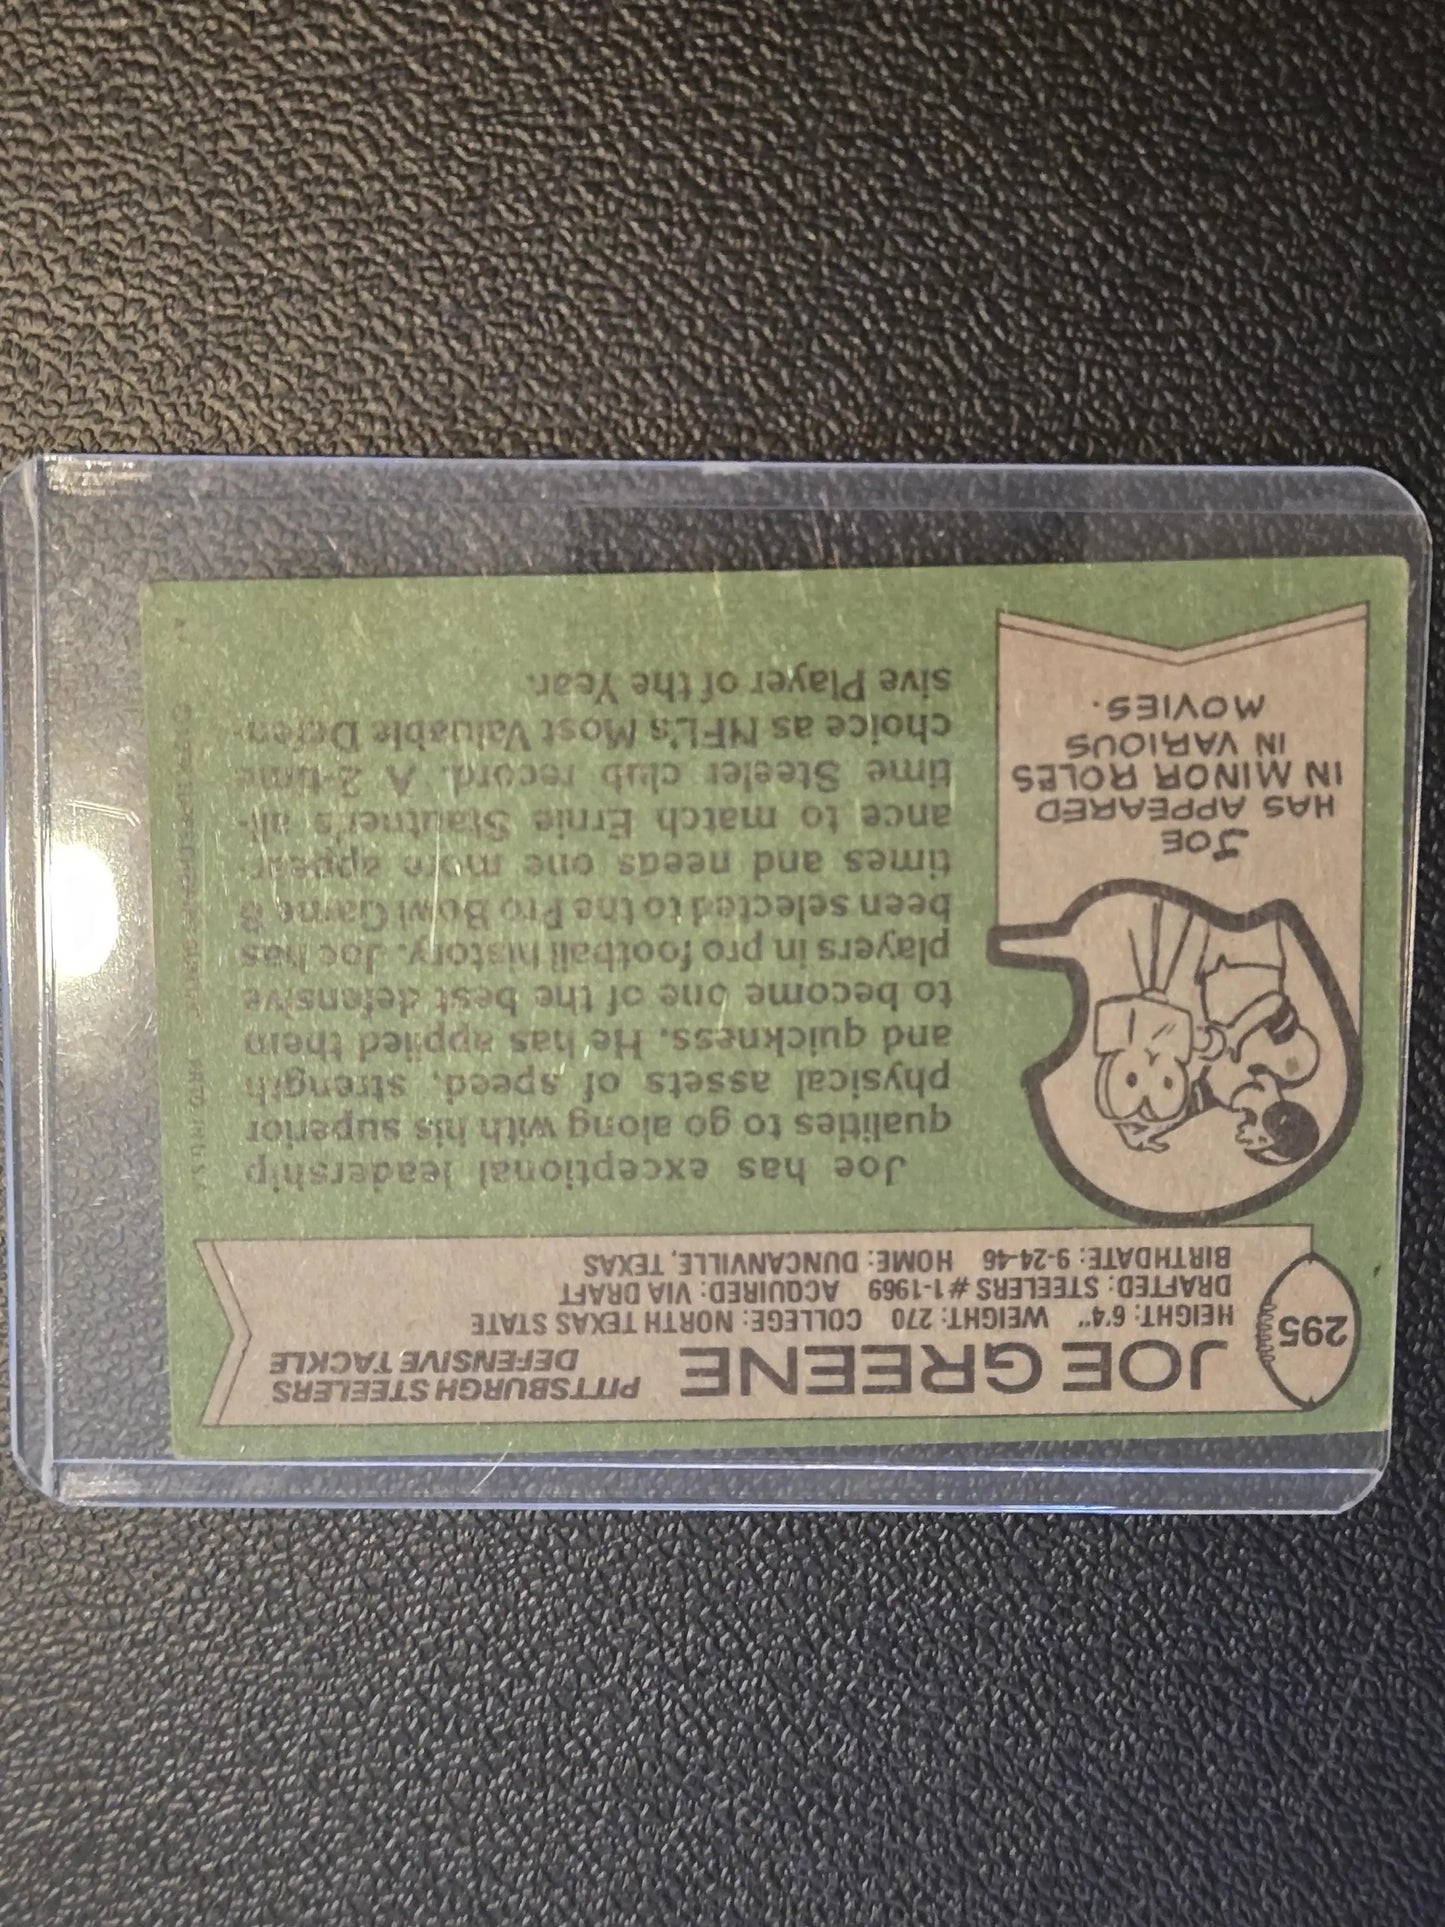 295
JOE GREENE
PITTSBURGH STEELERS
DEFENSIVE TACKLE
HEIGHT: 6'4" WEIGHT: 270 COLLEGE: NORTH TEXAS STATE
DRAFTED: STEELERS #1-1969 ACQUIRED: VIA DRAFT
BIRTHDATE: 9-24-46 HOME: DUNCANVILLE, TEXAS
JOE
HAS APPEARED
IN MINOR ROLES
IN VARIOUS
MOVIES.
Joe has exceptional leadership
qualities to go along with his superior
physical assets of speed, strength
and quickness. He has applied them
to become one of the best defensive
players in pro football history. Joe has
been selected to the Pro Bowl Game 8
times and needs one more appear-
ance to match Ernie Stautner's all-
time Steeler club record. A 2-time
choice as NFL's Most Valuable Defen-
sive Player of the Year.
PRTD. IN U.S.A.